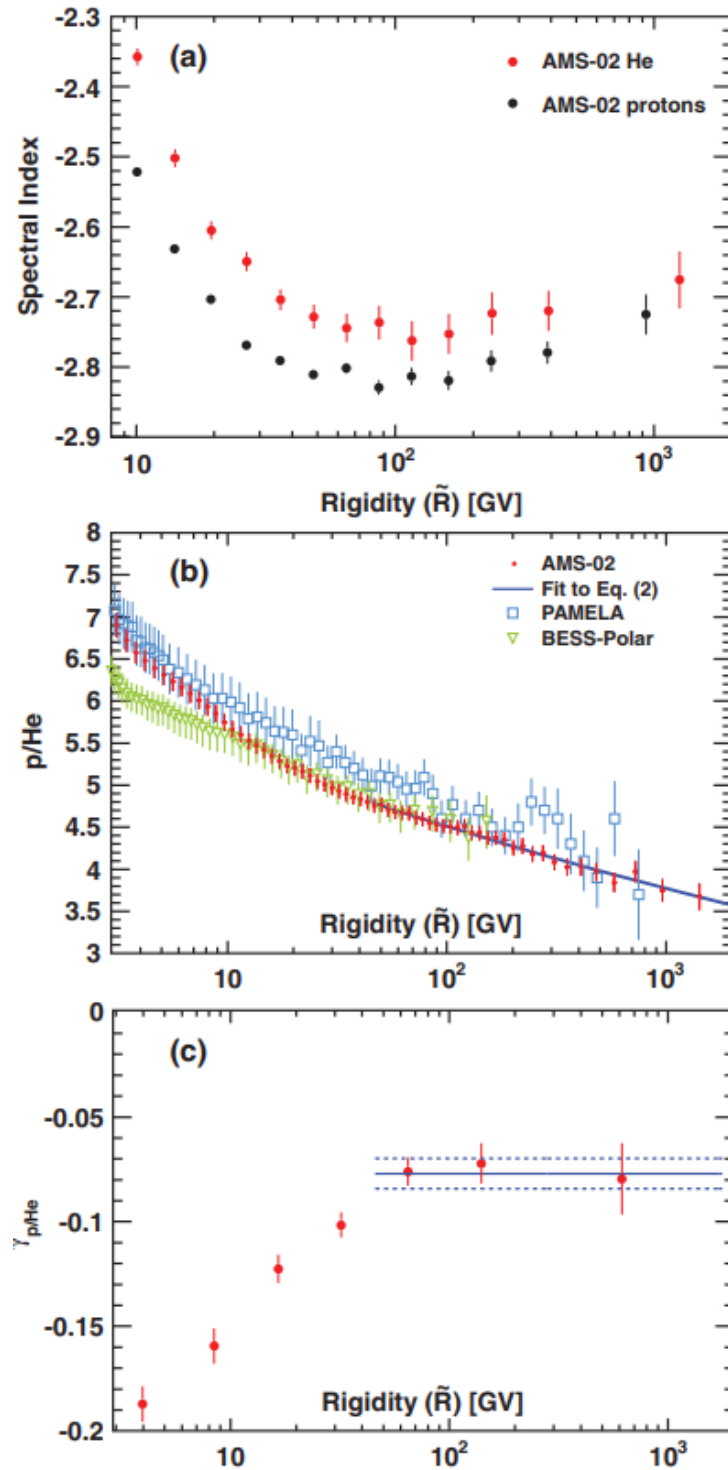 (a)
AMS-02 He
AMS-02 protons
Spectral Index
-2.3
-2.4
-2.5
-2.6
-2.7
-2.8
-2.9
10
10²
10³
Rigidity (R̃) [GV]
(b)
AMS-02
Fit to Eq. (2)
PAMELA
BESS-Polar
p/He
8
7.5
7
6.5
6
5.5
5
4.5
4
3.5
3
Rigidity (R̃) [GV]
10
10²
10³
(c)
γp/He
0
-0.05
-0.1
-0.15
-0.2
Rigidity (R̃) [GV]
10
10²
10³